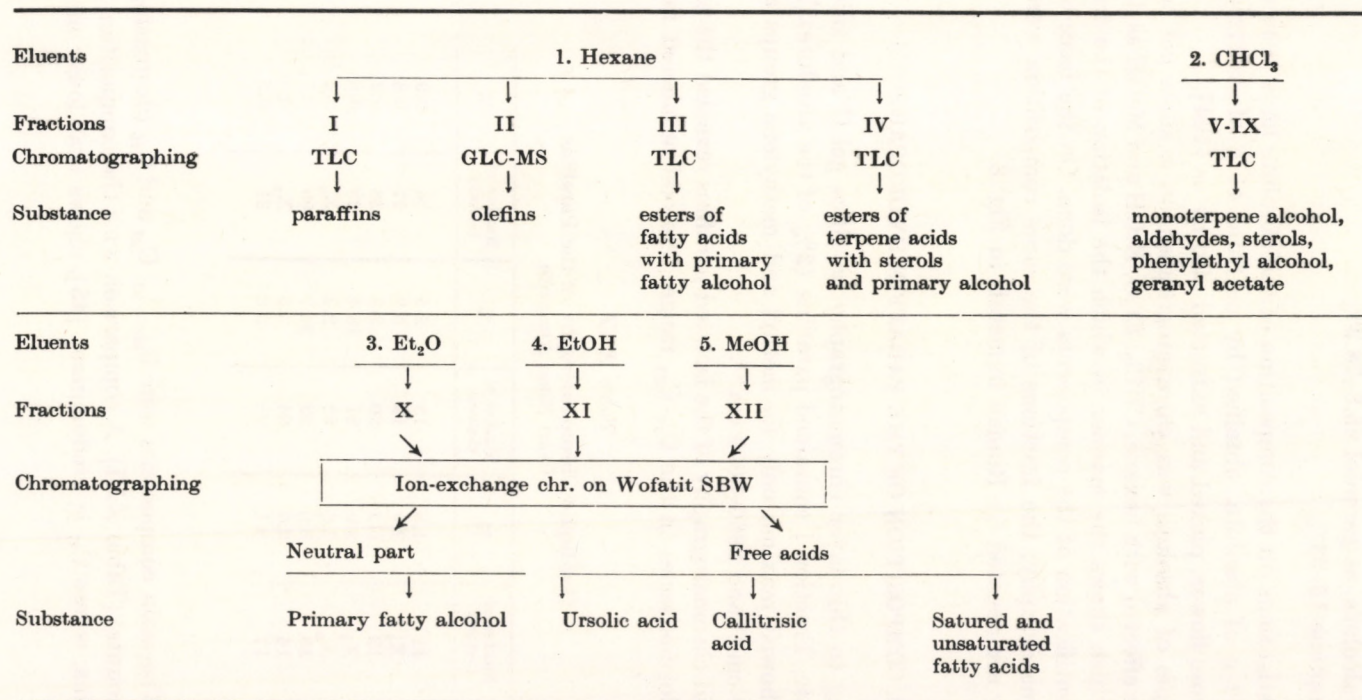 Eluents 1. Hexane 2. CHCl₃
Fractions I II III IV V-IX
Chromatographing TLC GLC-MS TLC TLC TLC
Substance paraffins olefins esters of esters of monoterpene alcohol,
fatty acids terpene acids aldehydes, sterols,
with primary with sterols phenylethyl alcohol,
fatty alcohol and primary alcohol geranyl acetate
Eluents 3. Et₂O 4. EtOH 5. MeOH
Fractions X XI XII
Chromatographing Ion-exchange chr. on Wofatit SBW
Neutral part Free acids
Substance Primary fatty alcohol Ursolic acid Callitrisic Satured and
acid unsaturated
fatty acids